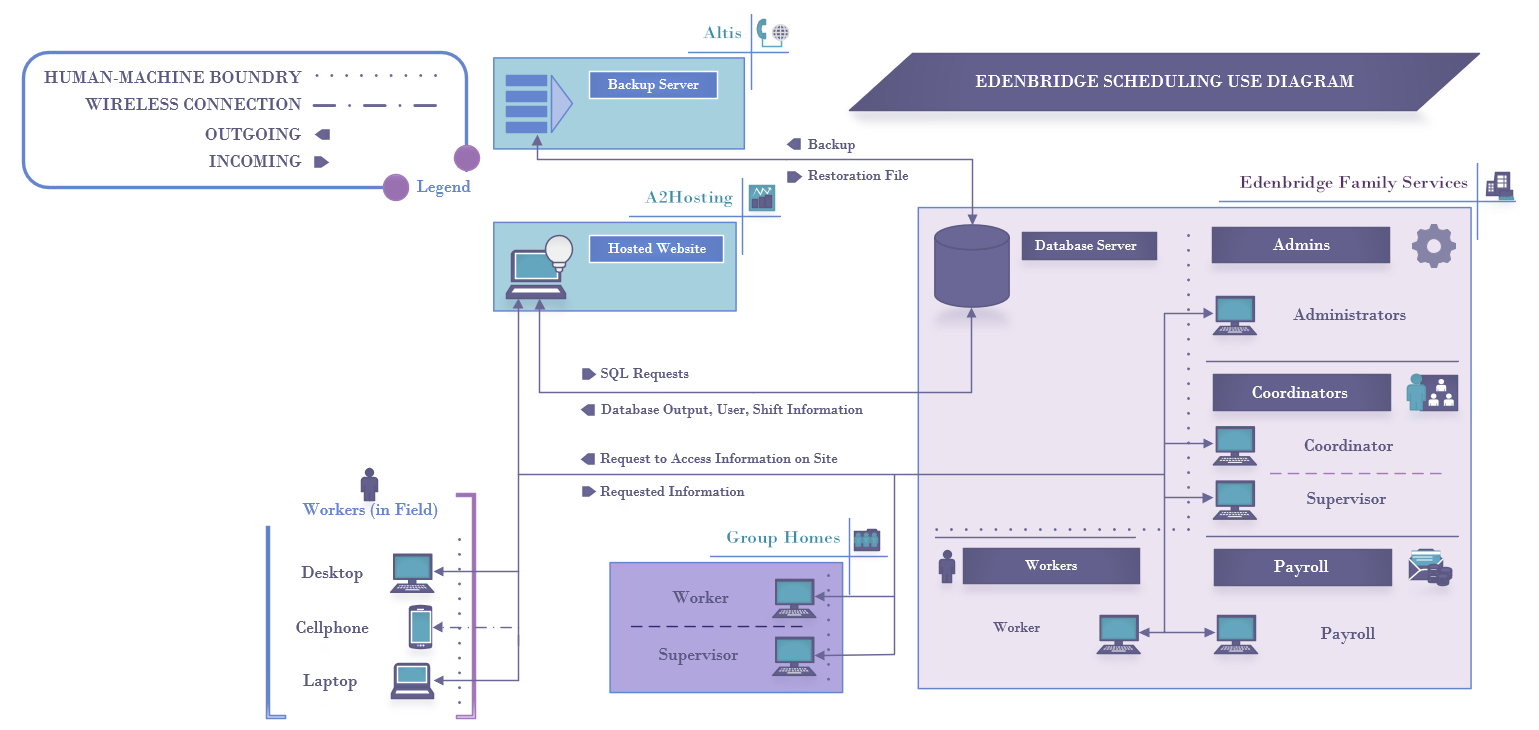 Altis
EDENBRIDGE SCHEDULING USE DIAGRAM
HUMAN-MACHINE BOUNDRY
WIRELESS CONNECTION
OUTGOING
INCOMING
Legend
Backup Server
Backup
Restoration File
A2Hosting
Hosted Website
Edenbridge Family Services
Database Server
Admins
Administrators
SQL Requests
Database Output, User, Shift Information
Coordinators
Coordinator
Supervisor
Request to Access Information on Site
Requested Information
Workers (in Field)
Desktop
Cellphone
Laptop
Group Homes
Worker
Supervisor
Workers
Worker
Payroll
Payroll